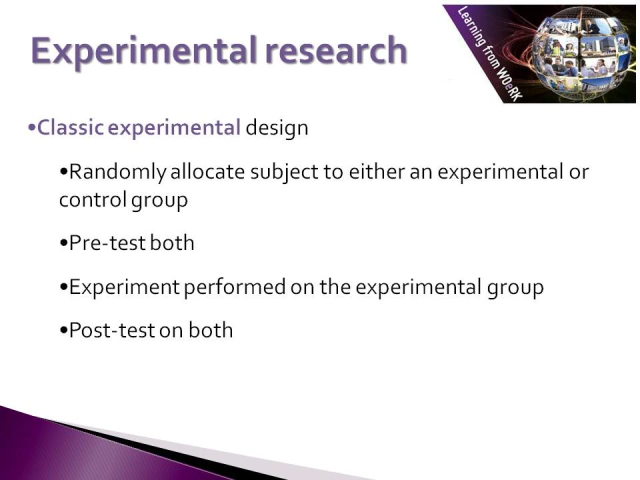 Experimental research
Learning from WOeRK
•Classic experimental design
•Randomly allocate subject to either an experimental or
control group
•Pre-test both
•Experiment performed on the experimental group
•Post-test on both